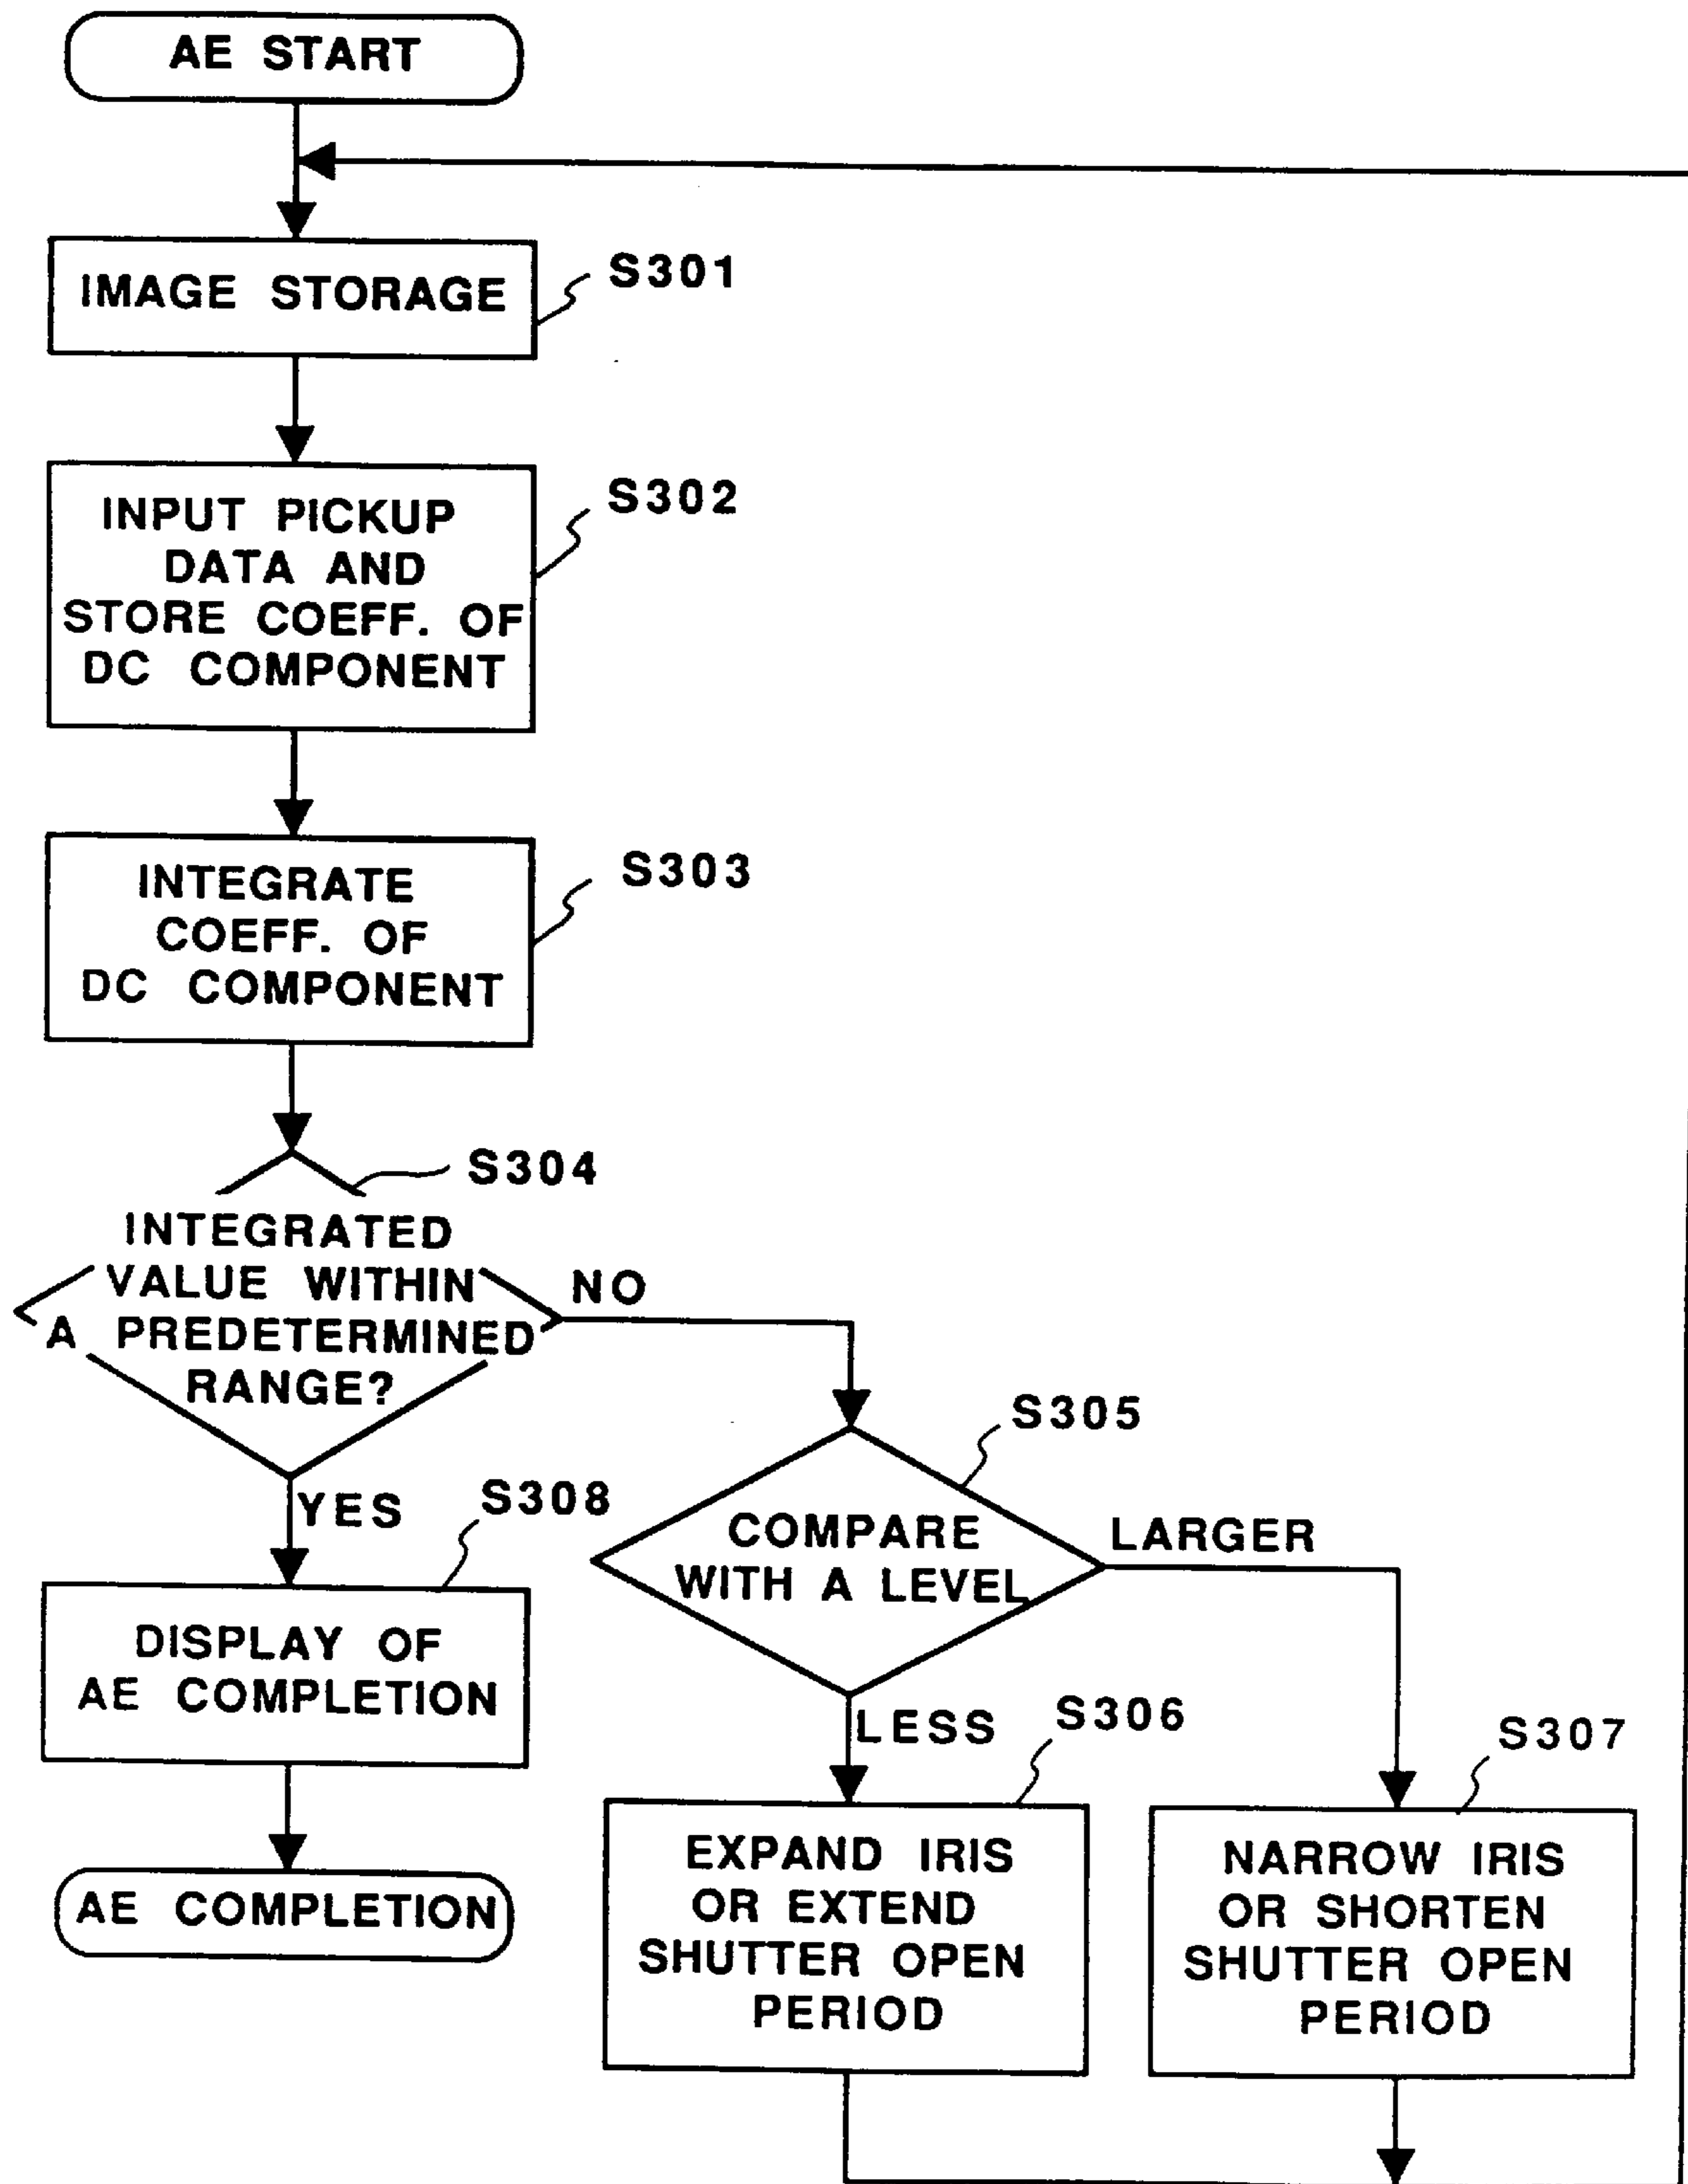 AE START
IMAGE STORAGE
S301
INPUT PICKUP
DATA AND
STORE COEFF. OF
DC COMPONENT
S302
INTEGRATE
COEFF. OF
DC COMPONENT
S303
S304
INTEGRATED
VALUE WITHIN
A PREDETERMINED
RANGE?
NO
YES
S305
COMPARE
WITH A LEVEL
LARGER
LESS
S308
DISPLAY OF
AE COMPLETION
AE COMPLETION
S306
EXPAND IRIS
OR EXTEND
SHUTTER OPEN
PERIOD
S307
NARROW IRIS
OR SHORTEN
SHUTTER OPEN
PERIOD